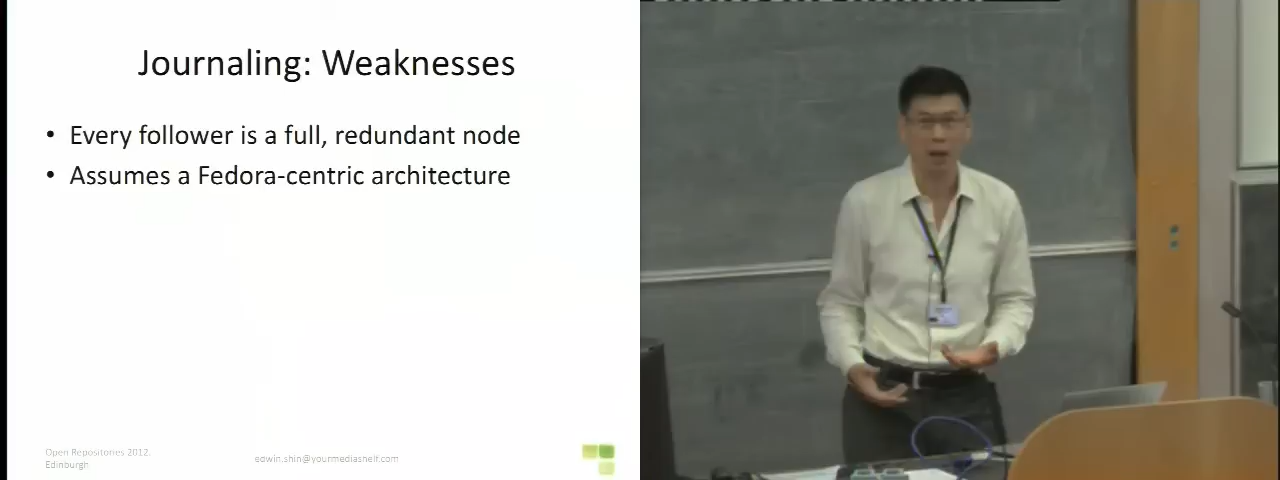 Journaling: Weaknesses
• Every follower is a full, redundant node
• Assumes a Fedora-centric architecture
Open Repositories 2012,
Edinburgh
edwin.shin@yourmediashelf.com